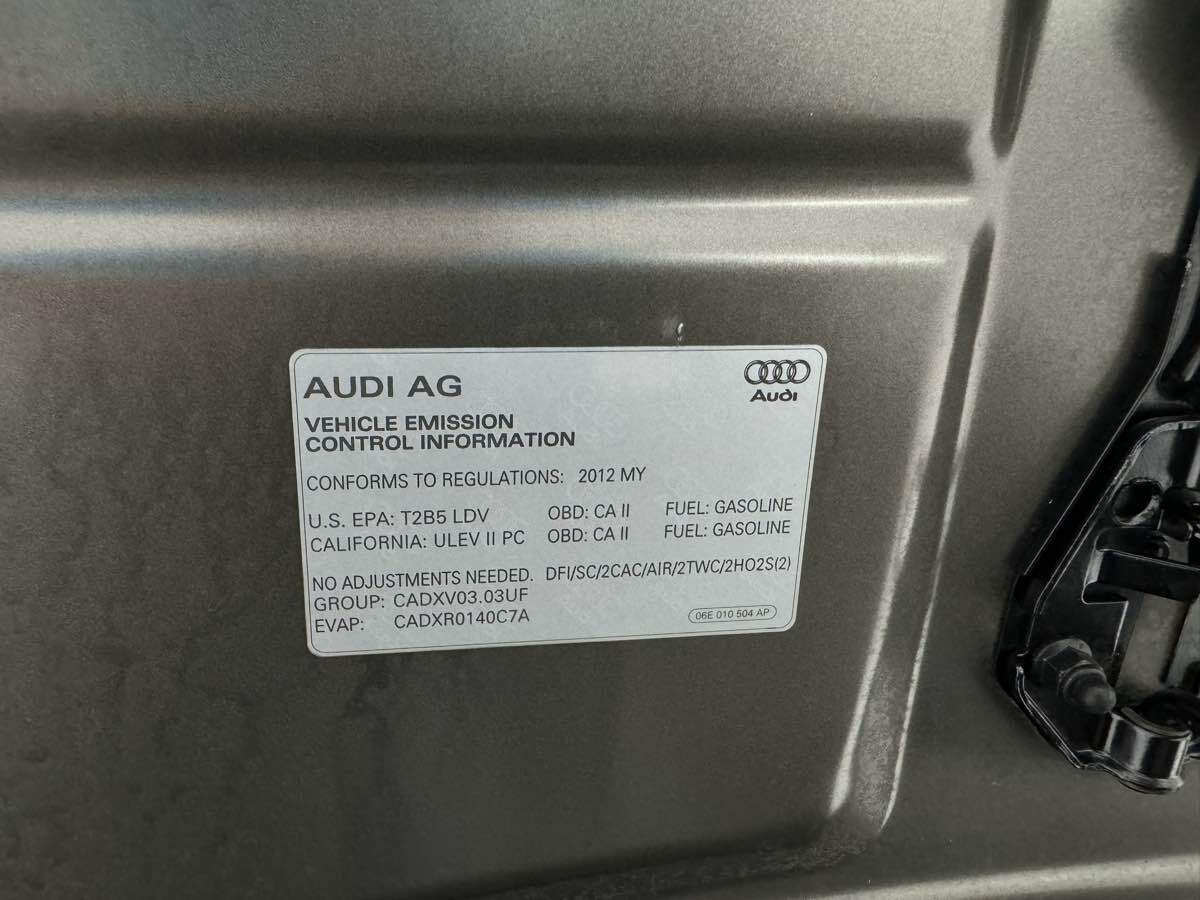 AUDI AG
Audi
VEHICLE EMISSION
CONTROL INFORMATION
CONFORMS TO REGULATIONS: 2012 MY
U.S. EPA: T2B5 LDV OBD: CA II FUEL: GASOLINE
CALIFORNIA: ULEV II PC OBD: CA II FUEL: GASOLINE
NO ADJUSTMENTS NEEDED. DFI/SC/2CAC/AIR/2TWC/2HO2S(2)
GROUP: CADXV03.03UF
EVAP: CADXR0140C7A
06E 010 504 AP